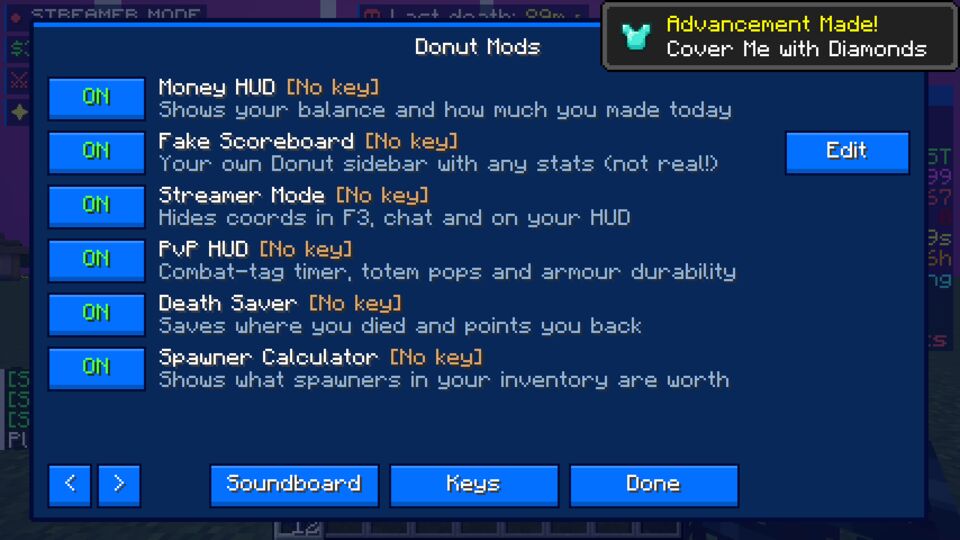 STREAMER MODE
Last death: 99m
Advancement Made!
Cover Me with Diamonds
Donut Mods
ON
Money HUD [No key]
Shows your balance and how much you made today
ON
Fake Scoreboard [No key]
Your own Donut sidebar with any stats (not real!)
Edit
ON
Streamer Mode [No key]
Hides coords in F3, chat and on your HUD
ON
PvP HUD [No key]
Combat-tag timer, totem pops and armour durability
ON
Death Saver [No key]
Saves where you died and points you back
ON
Spawner Calculator [No key]
Shows what spawners in your inventory are worth
<
>
Soundboard
Keys
Done
12